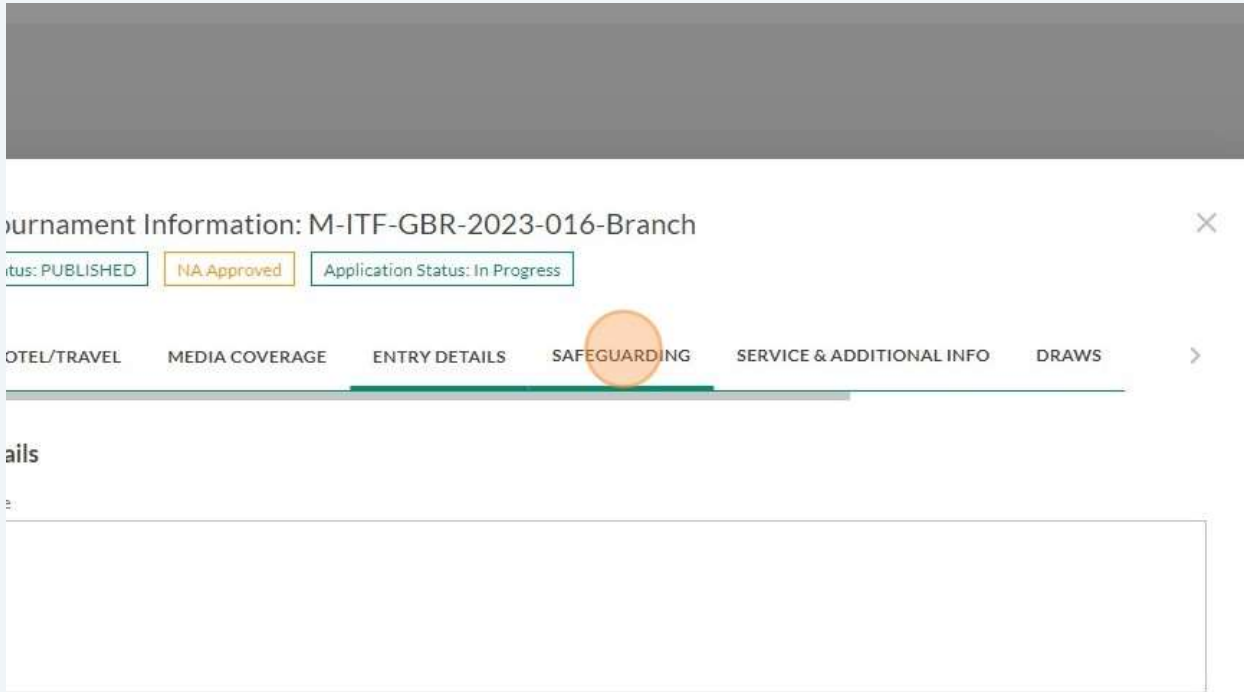 ournament Information: M-ITF-GBR-2023-016-Branch
tus: PUBLISHED NA Approved Application Status: In Progress
OTEL/TRAVEL MEDIA COVERAGE ENTRY DETAILS SAFEGUARDING SERVICE & ADDITIONAL INFO DRAWS
ails
e